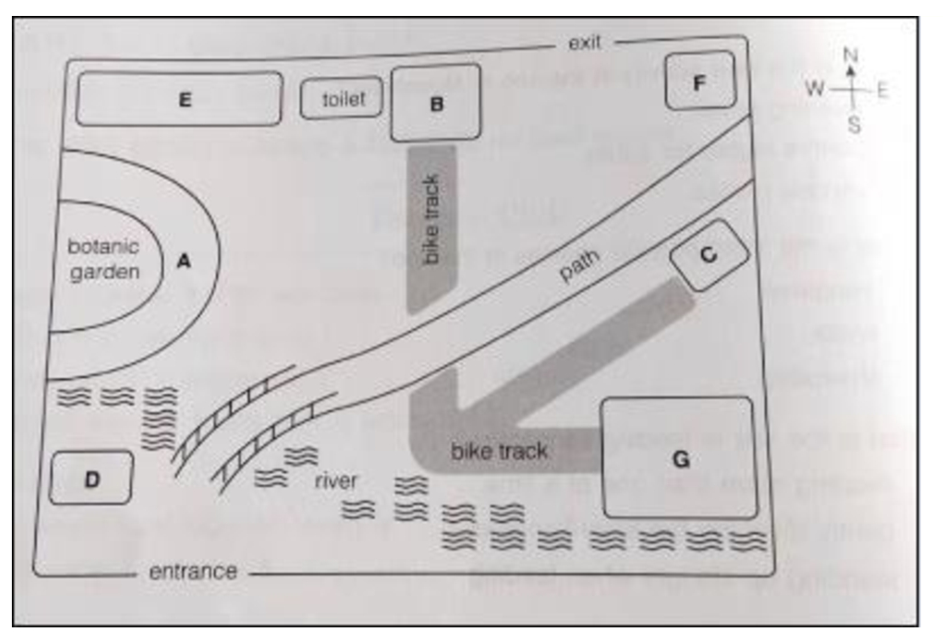 exit
N
W E
S
E
toilet
B
F
bike track
botanic
garden
A
path
C
bike track
G
D
river
entrance